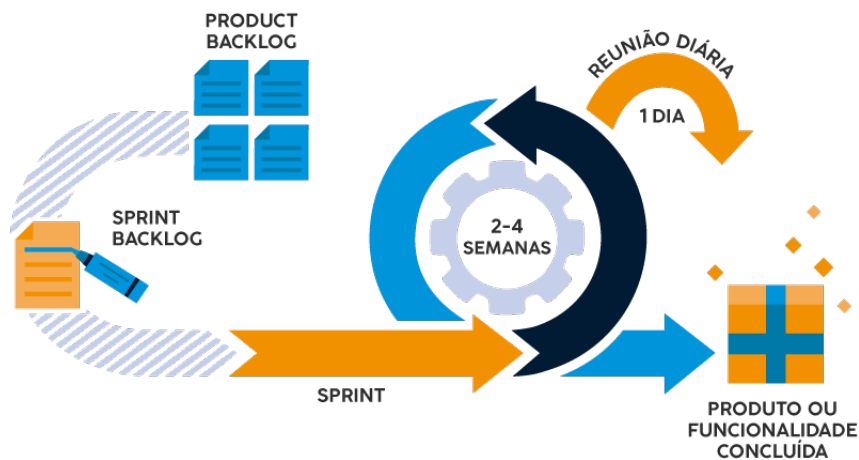 PRODUCT
BACKLOG
REUNIÃO DIÁRIA
1 DIA
SPRINT
BACKLOG
2-4
SEMANAS
SPRINT
PRODUTO OU
FUNCIONALIDADE
CONCLUÍDA